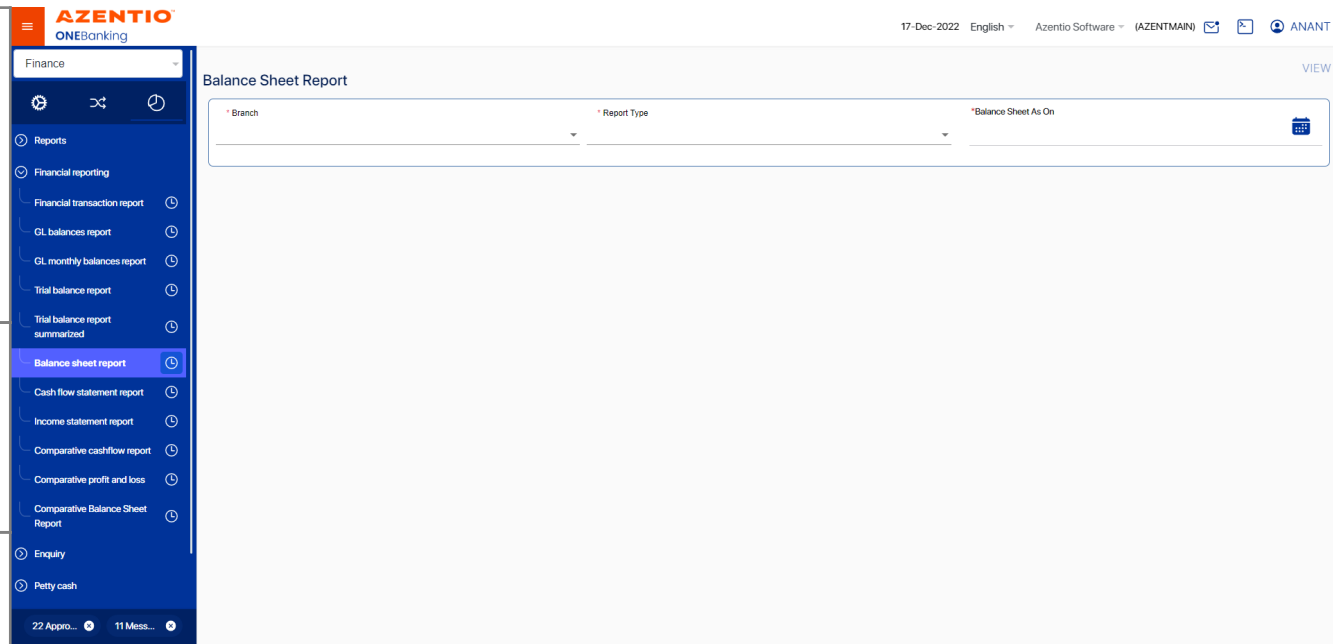 AZENTIO
ONEBanking
17-Dec-2022 English Azentio Software (AZENTMAIN) ANANT
Finance
VIEW
Balance Sheet Report
* Branch
* Report Type
*Balance Sheet As On
Reports
Financial reporting
Financial transaction report
GL balances report
GL monthly balances report
Trial balance report
Trial balance report
summarized
Balance sheet report
Cash flow statement report
Income statement report
Comparative cashflow report
Comparative profit and loss
Comparative Balance Sheet
Report
Enquiry
Petty cash
22 Appro... 11 Mess...